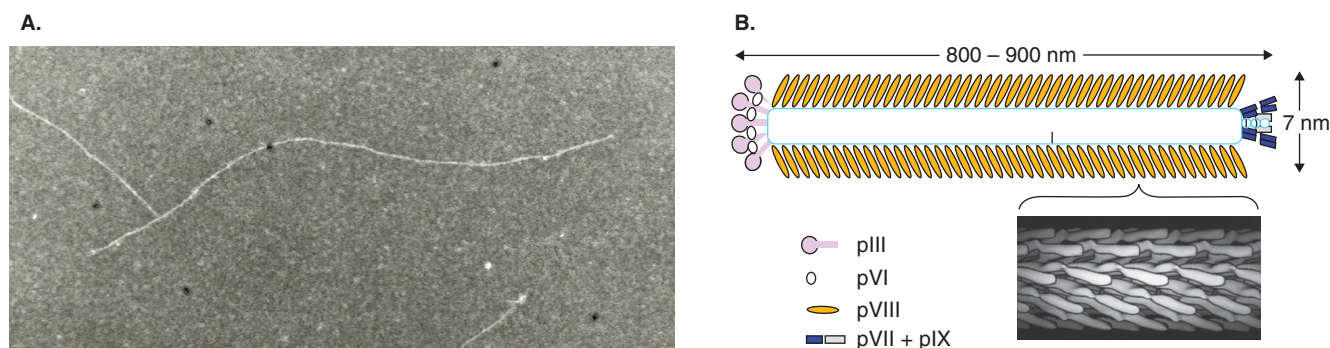 A.
B.
800 – 900 nm
7 nm
pIII
pVI
pVIII
pVII + pIX